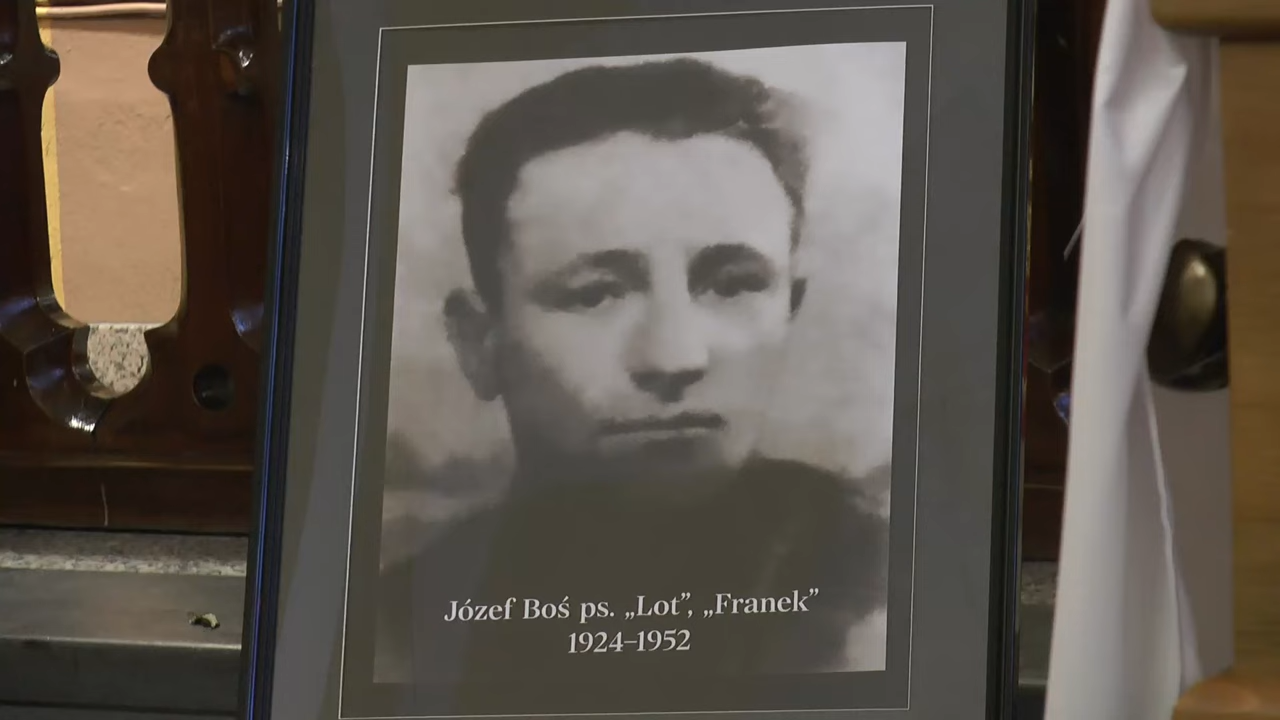 Józef Boś ps. „Lot”, „Franek”
1924–1952